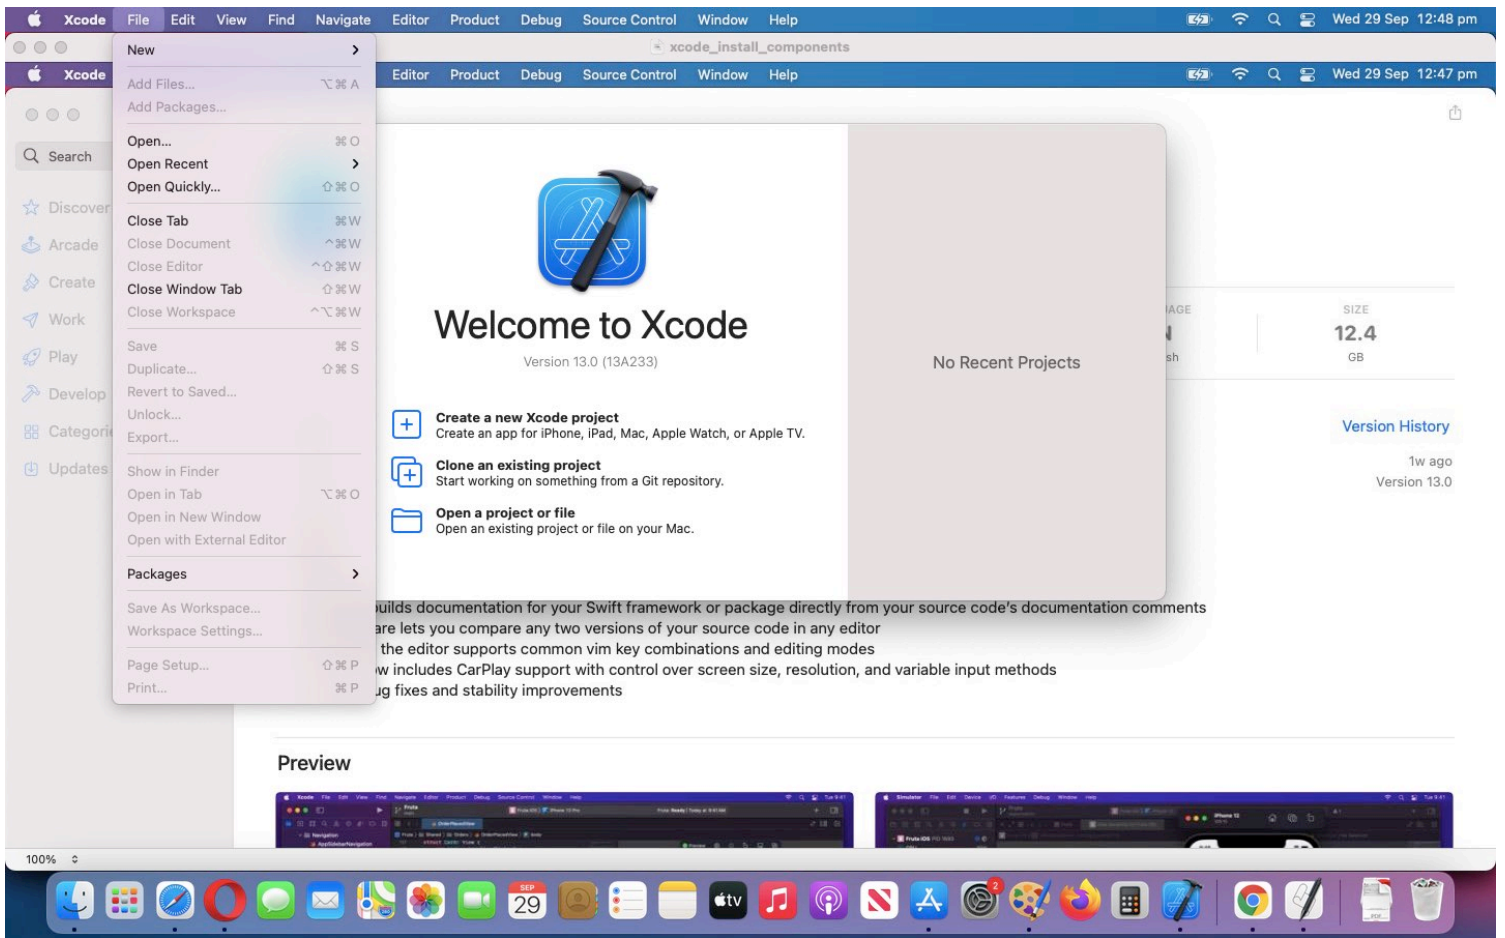 Xcode File Edit View Find Navigate Editor Product Debug Source Control Window Help Wed 29 Sep 12:48 pm
xcode_install_components
Xcode Editor Product Debug Source Control Window Help Wed 29 Sep 12:47 pm
New
Add Files... ⌥⌘A
Add Packages...
Open... ⌘O
Open Recent
Open Quickly... ⇧⌘O
Close Tab ⌘W
Close Document ^⌘W
Close Editor ^⇧⌘W
Close Window Tab ⇧⌘W
Close Workspace ^⌥⌘W
Save ⌘S
Duplicate... ⇧⌘S
Revert to Saved...
Unlock...
Export...
Show in Finder
Open in Tab ⌥⌘O
Open in New Window
Open with External Editor
Packages
Save As Workspace...
Workspace Settings...
Page Setup... ⇧⌘P
Print... ⌘P
Search
Discover
Arcade
Create
Work
Play
Develop
Categorie
Updates
Welcome to Xcode
Version 13.0 (13A233)
Create a new Xcode project
Create an app for iPhone, iPad, Mac, Apple Watch, or Apple TV.
Clone an existing project
Start working on something from a Git repository.
Open a project or file
Open an existing project or file on your Mac.
No Recent Projects
SIZE
12.4
GB
Version History
1w ago
Version 13.0
uilds documentation for your Swift framework or package directly from your source code's documentation comments
are lets you compare any two versions of your source code in any editor
the editor supports common vim key combinations and editing modes
w includes CarPlay support with control over screen size, resolution, and variable input methods
ug fixes and stability improvements
Preview
100%
SEP
29
tv
2